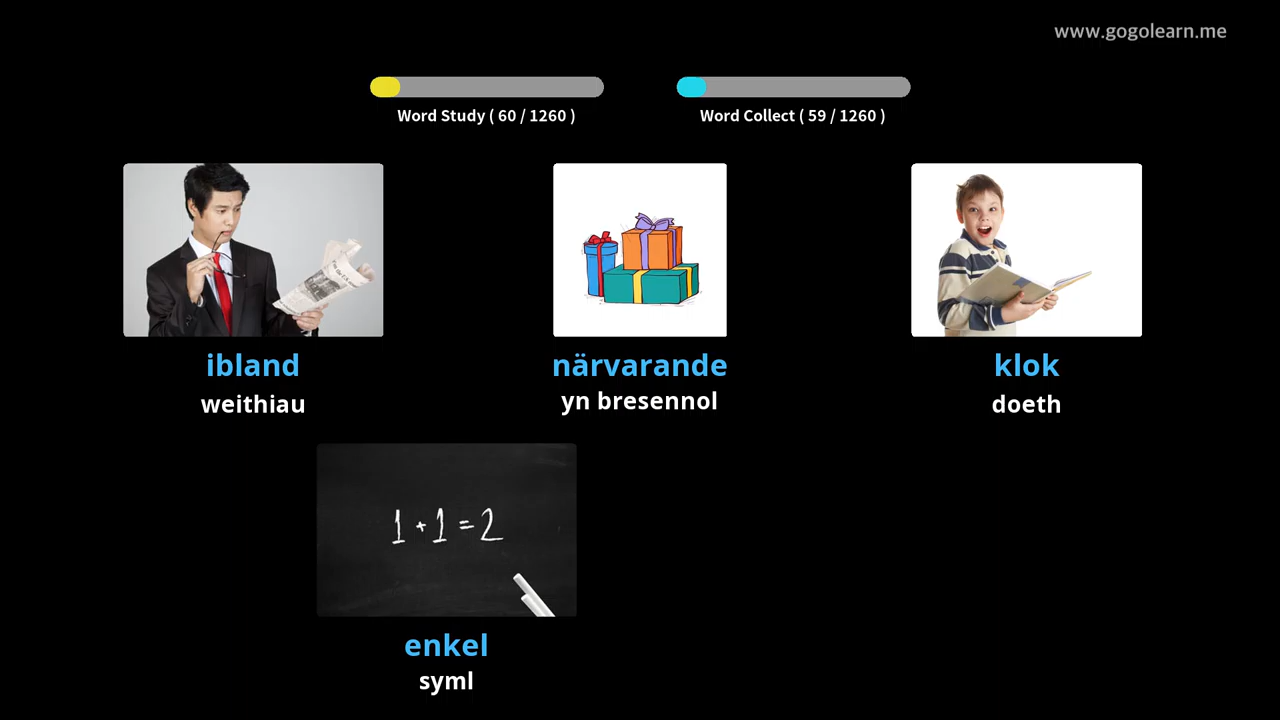 www.gogolearn.me
Word Study ( 60 / 1260 )
Word Collect ( 59 / 1260 )
ibland
weithiau
närvarande
yn bresennol
klok
doeth
1 + 1 = 2
enkel
syml